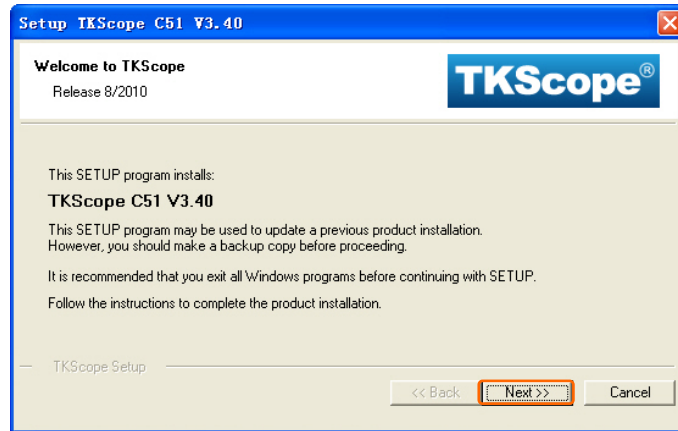 Setup TKScope C51 V3.40
Welcome to TKScope
Release 8/2010
TKScope®
This SETUP program installs:
TKScope C51 V3.40
This SETUP program may be used to update a previous product installation.
However, you should make a backup copy before proceeding.
It is recommended that you exit all Windows programs before continuing with SETUP.
Follow the instructions to complete the product installation.
TKScope Setup
<< Back Next >> Cancel